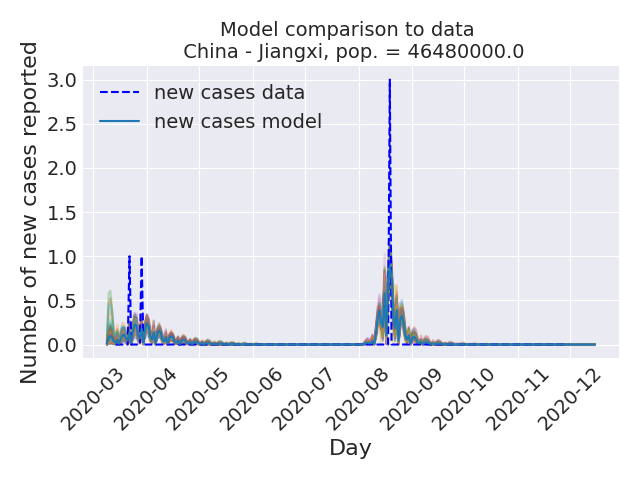 Model comparison to data
China - Jiangxi, pop. = 46480000.0
Number of new cases reported
3.0
2.5
2.0
1.5
1.0
0.5
0.0
new cases data
new cases model
2020-03
2020-04
2020-05
2020-06
2020-07
2020-08
2020-09
2020-10
2020-11
2020-12
Day